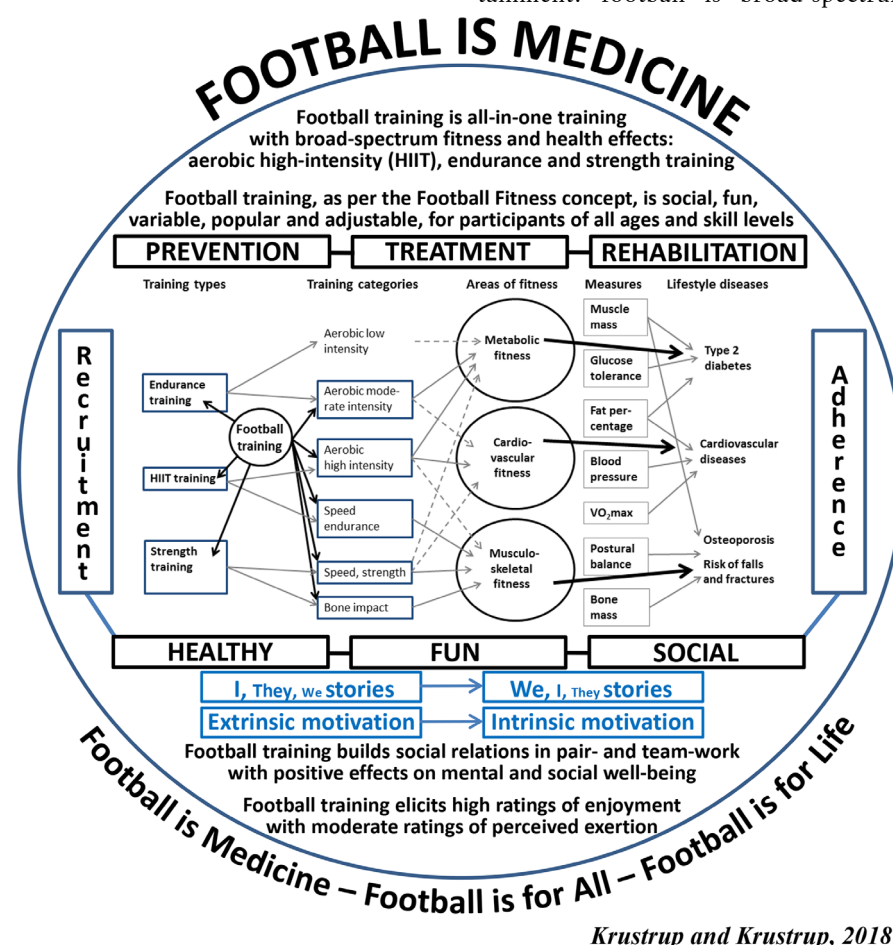 FOOTBALL IS MEDICINE
Football training is all-in-one training
with broad-spectrum fitness and health effects:
aerobic high-intensity (HIIT), endurance and strength training
Football training, as per the Football Fitness concept, is social, fun,
variable, popular and adjustable, for participants of all ages and skill levels
PREVENTION
TREATMENT
REHABILITATION
Training types
Training categories
Areas of fitness
Measures
Lifestyle diseases
Recruitment
Endurance
training
HIIT training
Strength
training
Football
training
Aerobic low
intensity
Aerobic mode-
rate intensity
Aerobic
high intensity
Speed
endurance
Speed, strength
Bone impact
Metabolic
fitness
Cardio-
vascular
fitness
Musculo-
skeletal
fitness
Muscle
mass
Glucose
tolerance
Fat per-
centage
Blood
pressure
VO₂max
Postural
balance
Bone
mass
Type 2
diabetes
Cardiovascular
diseases
Osteoporosis
Risk of falls
and fractures
Adherence
HEALTHY
FUN
SOCIAL
I, They, We stories
We, I, They stories
Extrinsic motivation
Intrinsic motivation
Football training builds social relations in pair- and team-work
with positive effects on mental and social well-being
Football training elicits high ratings of enjoyment
with moderate ratings of perceived exertion
Football is Medicine – Football is for All – Football is for Life
Krustrup and Krustrup, 2018